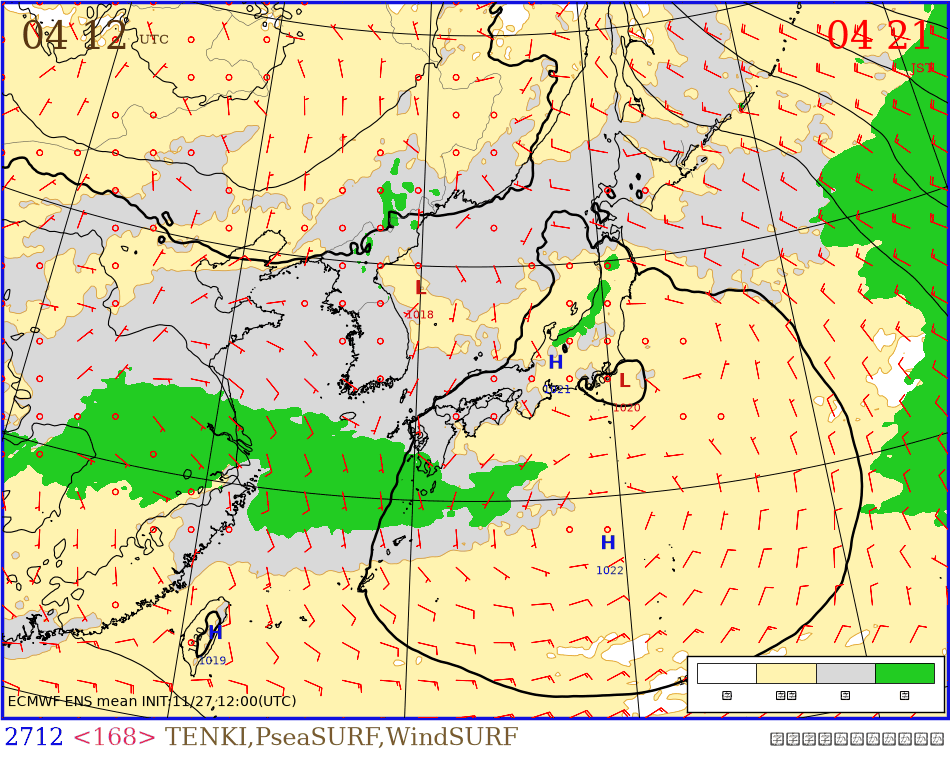 04 12 UTC
04 21
JST
L
1018
H
L
1020
H
1022
H
1019
ECMWF ENS mean INIT:11/27 12:00(UTC)
2712 <168> TENKI,PseaSURF,WindSURF